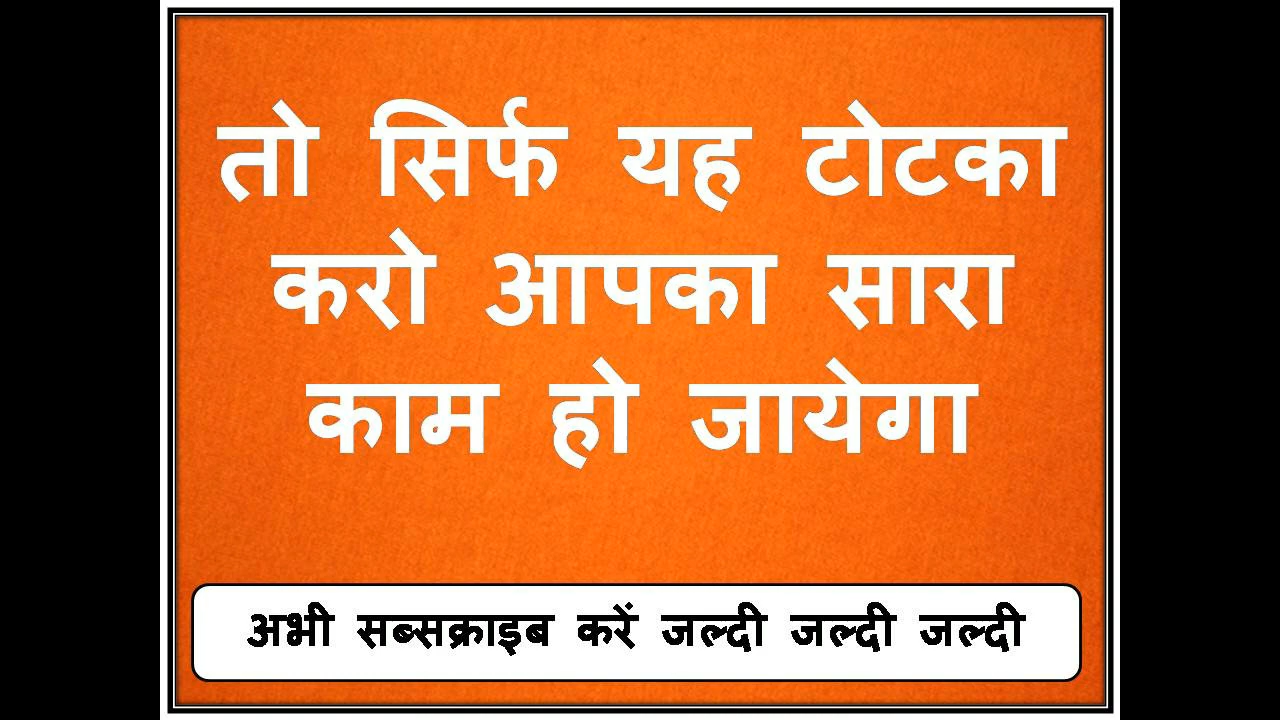 तो सिर्फ यह टोटका
करो आपका सारा
काम हो जायेगा
अभी सब्सक्राइब करें जल्दी जल्दी जल्दी